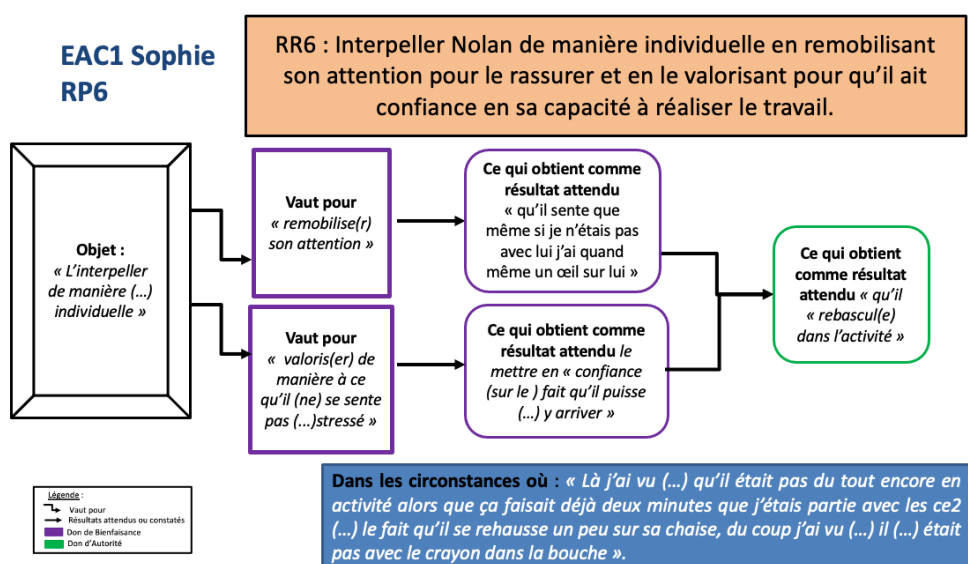 EAC1 Sophie
RP6
RR6 : Interpeller Nolan de manière individuelle en remobilisant
son attention pour le rassurer et en le valorisant pour qu’il ait
confiance en sa capacité à réaliser le travail.
Objet :
« L’interpeller
de manière (…)
individuelle »
Vaut pour
« remobilise(r)
son attention »
Ce qui obtient comme
résultat attendu
« qu’il sente que
même si je n’étais pas
avec lui j’ai quand
même un œil sur lui »
Vaut pour
« valoris(er) de
manière à ce
qu’il (ne) se sente
pas (…)stressé »
Ce qui obtient comme
résultat attendu le
mettre en « confiance
(sur le ) fait qu’il puisse
(…) y arriver »
Ce qui obtient
comme résultat
attendu « qu’il
« rebascul(e)
dans l’activité »
Légende :
Vaut pour
Résultats attendus ou constatés
Don de Bienfaisance
Don d’Autorité
Dans les circonstances où : « Là j’ai vu (…) qu’il était pas du tout encore en
activité alors que ça faisait déjà deux minutes que j’étais partie avec les ce2
(…) le fait qu’il se rehausse un peu sur sa chaise, du coup j’ai vu (…) il (…) était
pas avec le crayon dans la bouche ».